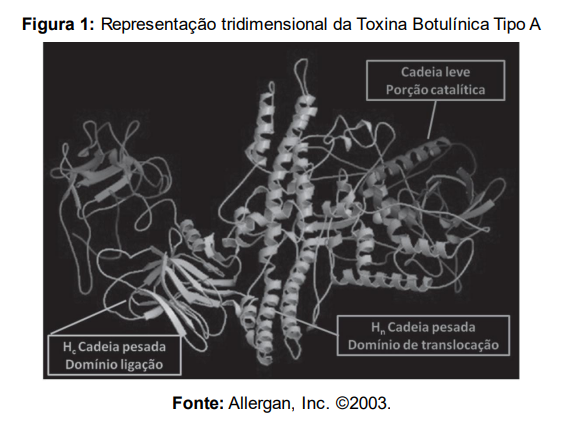 Figura 1: Representação tridimensional da Toxina Botulínica Tipo A
Cadeia leve
Porção catalítica
Hn Cadeia pesada
Domínio de translocação
Hc Cadeia pesada
Domínio ligação
Fonte: Allergan, Inc. ©2003.